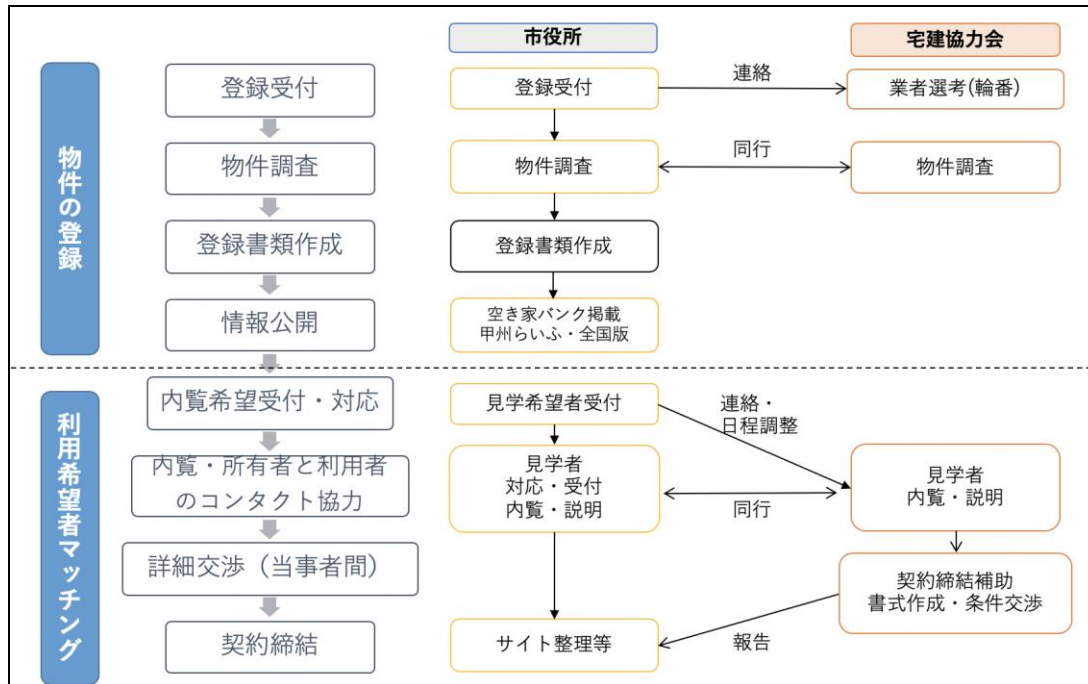 市役所
宅建協力会
物件の登録
登録受付
登録受付
連絡
業者選考(輪番)
物件調査
物件調査
同行
物件調査
登録書類作成
登録書類作成
情報公開
空き家バンク掲載
甲州らいふ・全国版
利用希望者マッチング
内覧希望受付・対応
見学希望者受付
連絡・
日程調整
内覧・所有者と利用者
のコンタクト協力
見学者
対応・受付
内覧・説明
同行
見学者
内覧・説明
詳細交渉（当事者間）
契約締結補助
書式作成・条件交渉
契約締結
サイト整理等
報告